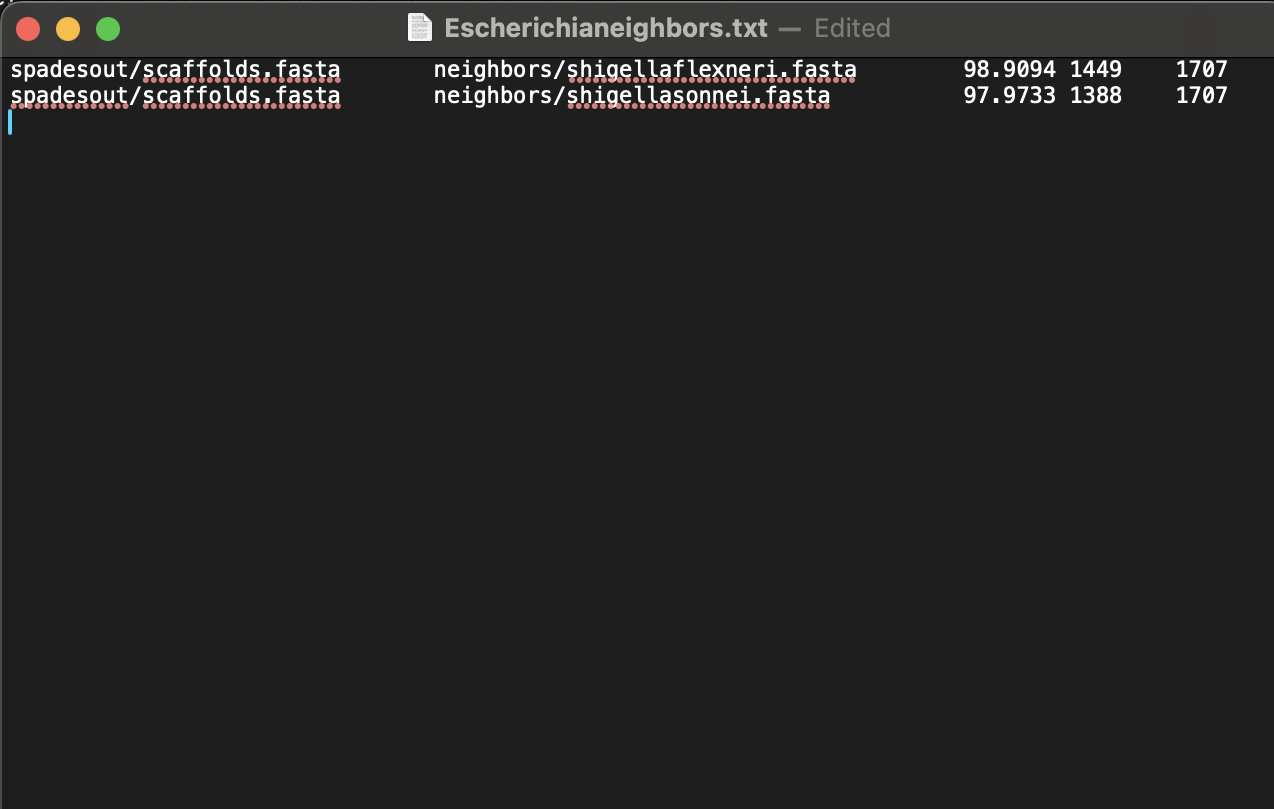 Escherichianeighbors.txt — Edited
spadesout/scaffolds.fasta neighbors/shigellaflexneri.fasta 98.9094 1449 1707
spadesout/scaffolds.fasta neighbors/shigellasonnei.fasta 97.9733 1388 1707